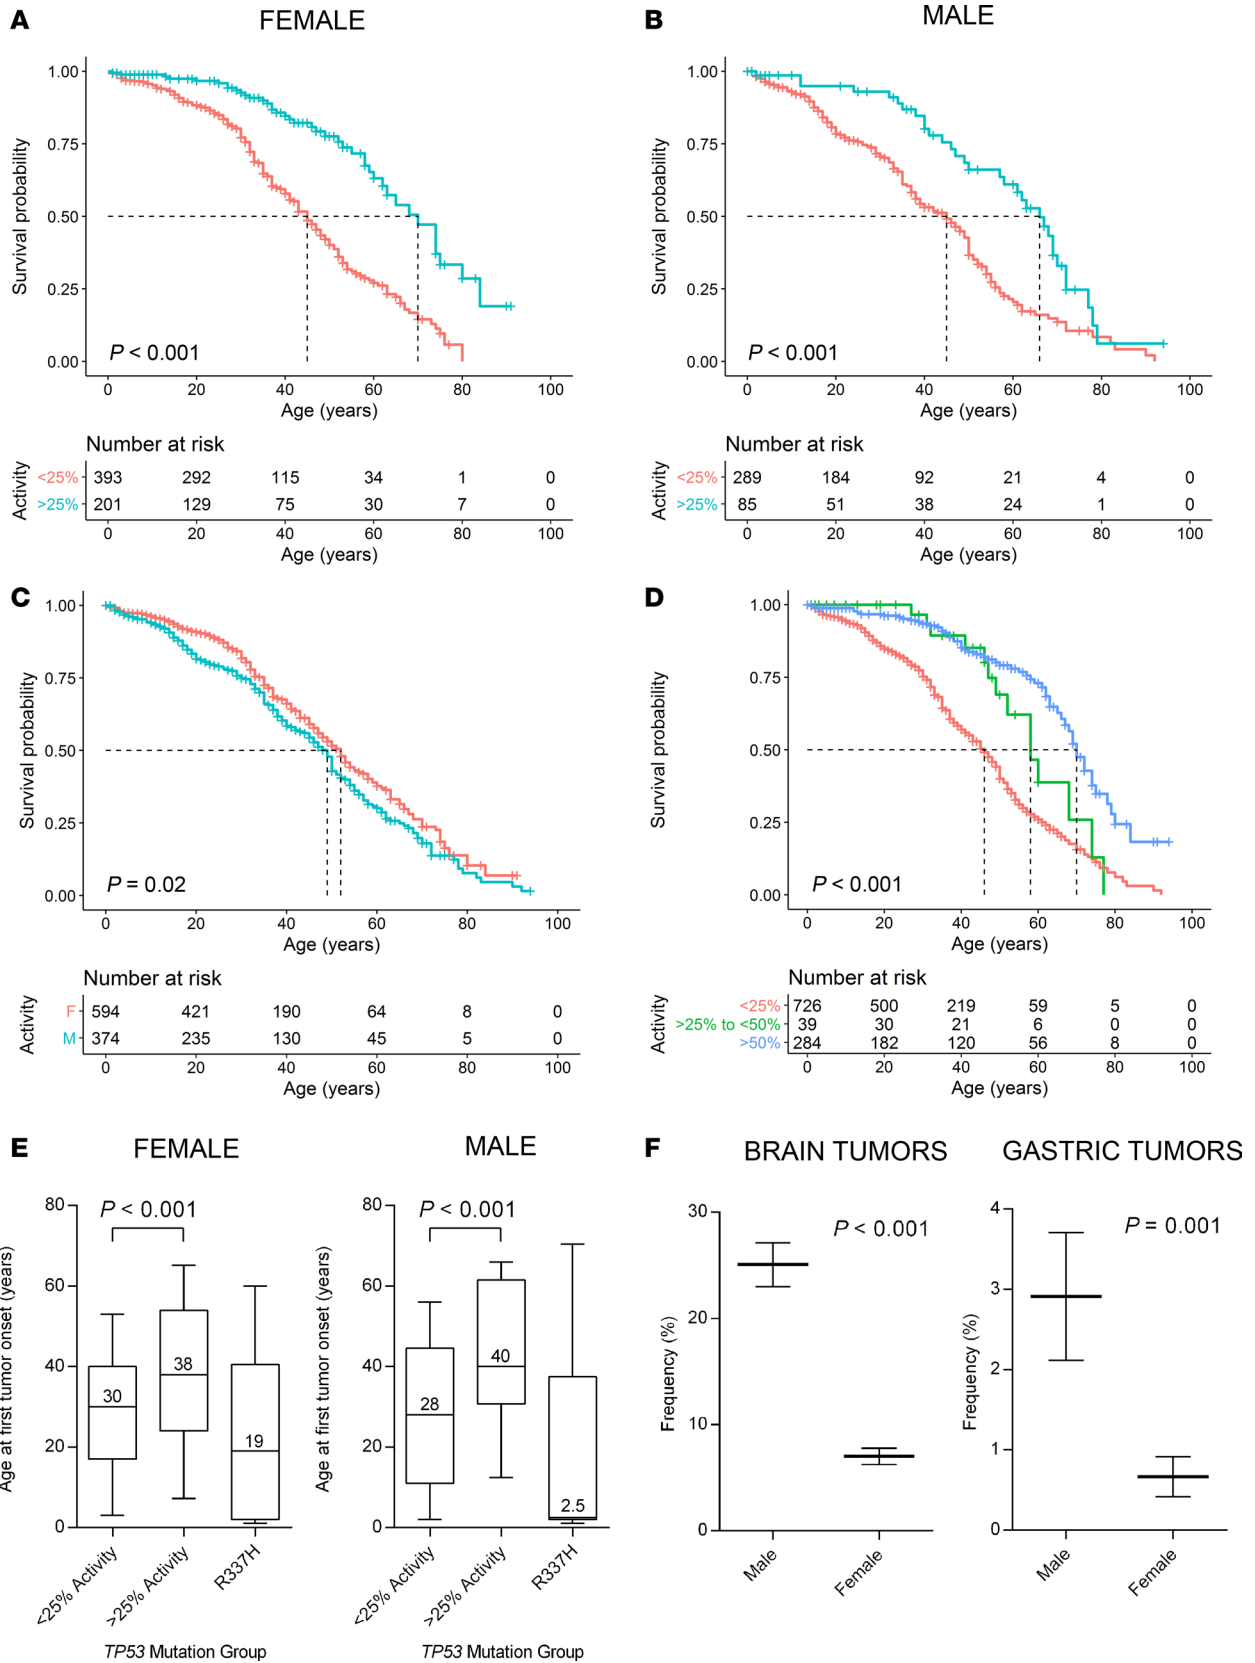 A
FEMALE
Survival probability
1.00
0.75
0.50
0.25
0.00
P < 0.001
0 20 40 60 80 100
Age (years)
Number at risk
Activity
<25% 393 292 115 34 1 0
>25% 201 129 75 30 7 0
0 20 40 60 80 100
Age (years)
B
MALE
Survival probability
1.00
0.75
0.50
0.25
0.00
P < 0.001
0 20 40 60 80 100
Age (years)
Number at risk
Activity
<25% 289 184 92 21 4 0
>25% 85 51 38 24 1 0
0 20 40 60 80 100
Age (years)
C
Survival probability
1.00
0.75
0.50
0.25
0.00
P = 0.02
0 20 40 60 80 100
Age (years)
Number at risk
Activity
F 594 421 190 64 8 0
M 374 235 130 45 5 0
0 20 40 60 80 100
Age (years)
D
Survival probability
1.00
0.75
0.50
0.25
0.00
P < 0.001
0 20 40 60 80 100
Age (years)
Number at risk
Activity
<25% 726 500 219 59 5 0
>25% to <50% 39 30 21 6 0 0
>50% 284 182 120 56 8 0
0 20 40 60 80 100
Age (years)
E
FEMALE
Age at first tumor onset (years)
80
60
40
20
0
P < 0.001
30
38
19
<25% Activity
>25% Activity
R337H
TP53 Mutation Group
MALE
Age at first tumor onset (years)
80
60
40
20
0
P < 0.001
28
40
2.5
<25% Activity
>25% Activity
R337H
TP53 Mutation Group
F
BRAIN TUMORS
Frequency (%)
30
20
10
0
P < 0.001
Male
Female
GASTRIC TUMORS
Frequency (%)
4
3
2
1
0
P = 0.001
Male
Female